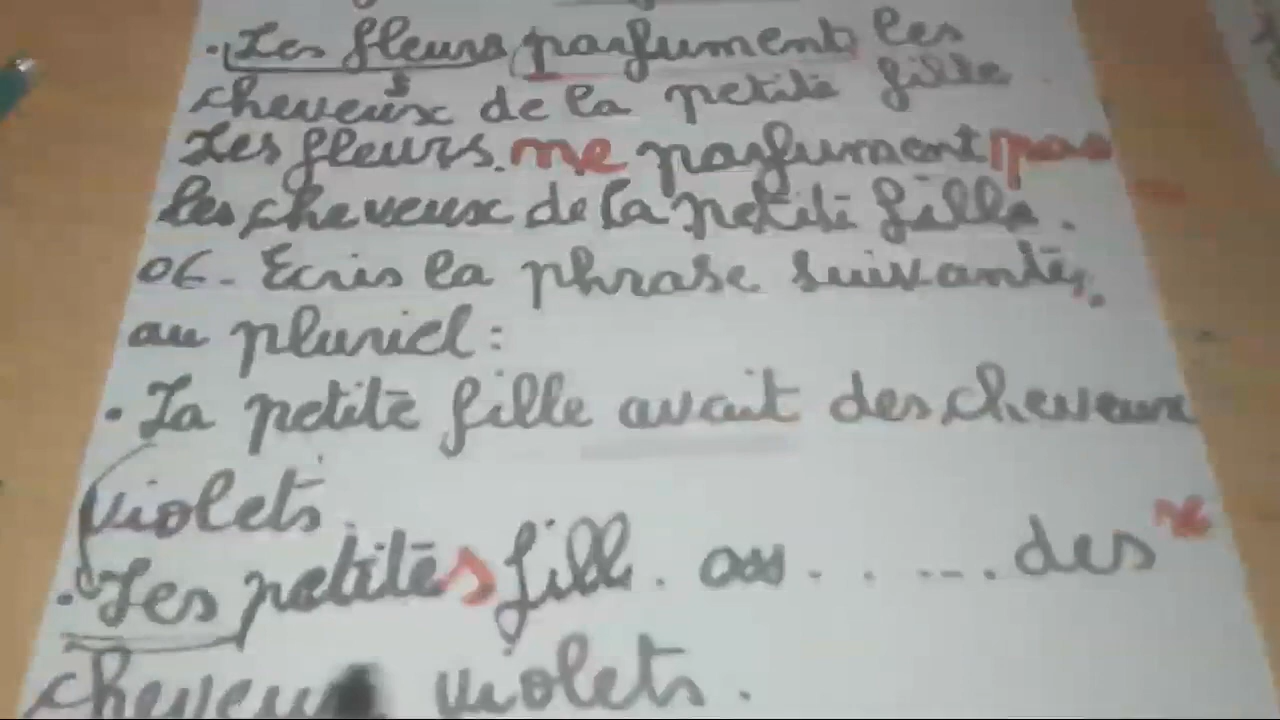 . Les fleurs parfument les
cheveux de la petite fille
Les fleurs. ne parfument pas
les cheveux de la petite fille.
06- Ecris la phrase suivante,
au pluriel :
. La petite fille avait des cheveux
violets
. Les petites fill. av. . . .... des ne
cheveux violets.